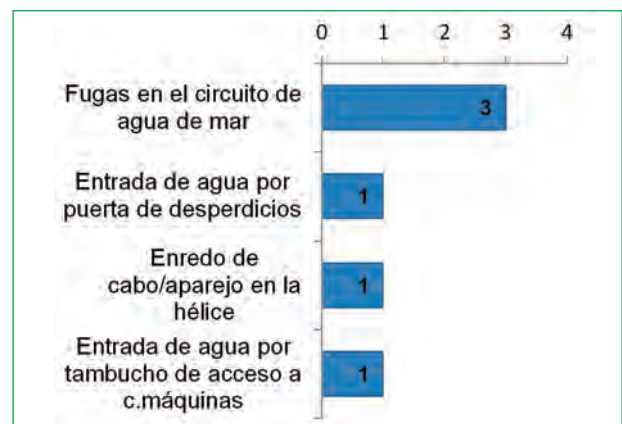 0 1 2 3 4
Fugas en el circuito de
agua de mar
3
Entrada de agua por
puerta de desperdicios
1
Enredo de
cabo/aparejo en la
hélice
1
Entrada de agua por
tambucho de acceso a
c.máquinas
1